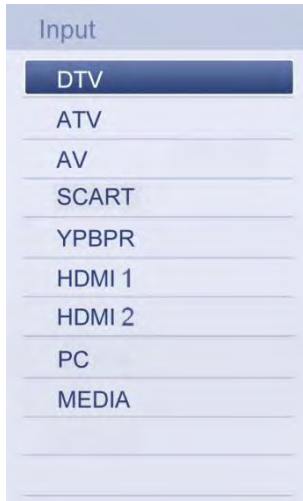 Input
DTV
ATV
AV
SCART
YPBPR
HDMI 1
HDMI 2
PC
MEDIA